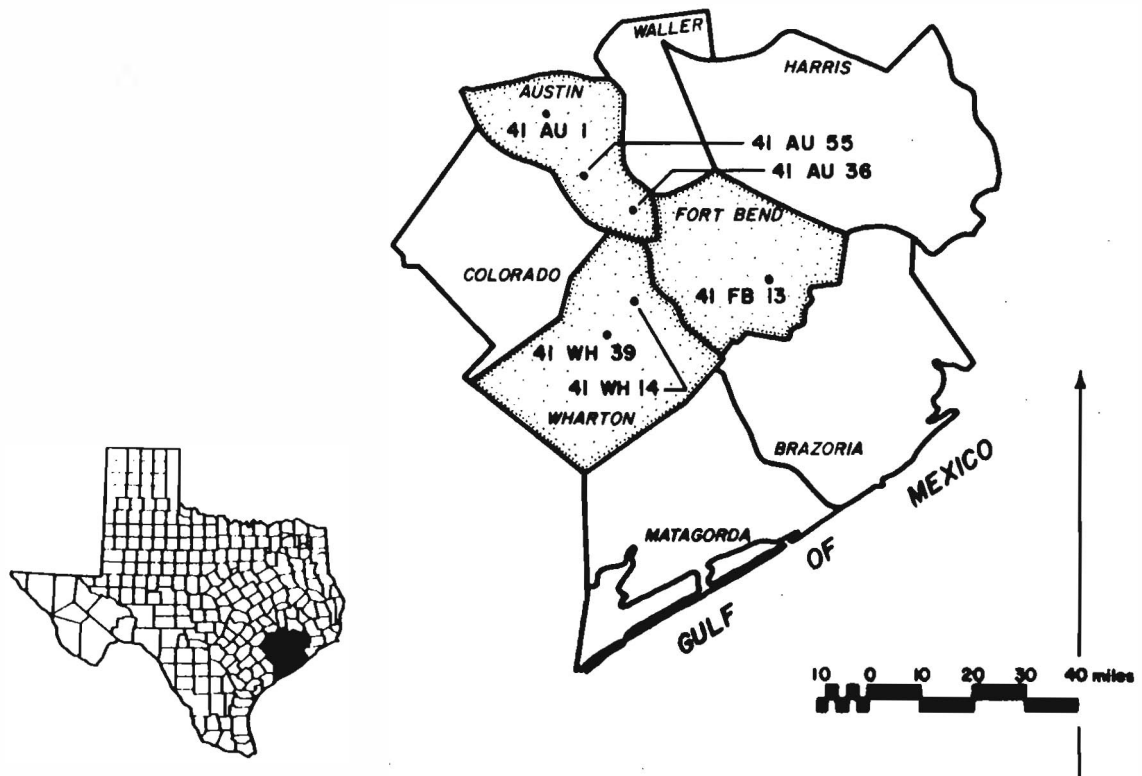 WALLER
HARRIS
AUSTIN
41 AU 1
41 AU 55
41 AU 36
FORT BEND
COLORADO
41 FB 13
41 WH 39
41 WH 14
WHARTON
BRAZORIA
MATAGORDA
GULF OF MEXICO
10 0 10 20 30 40 miles